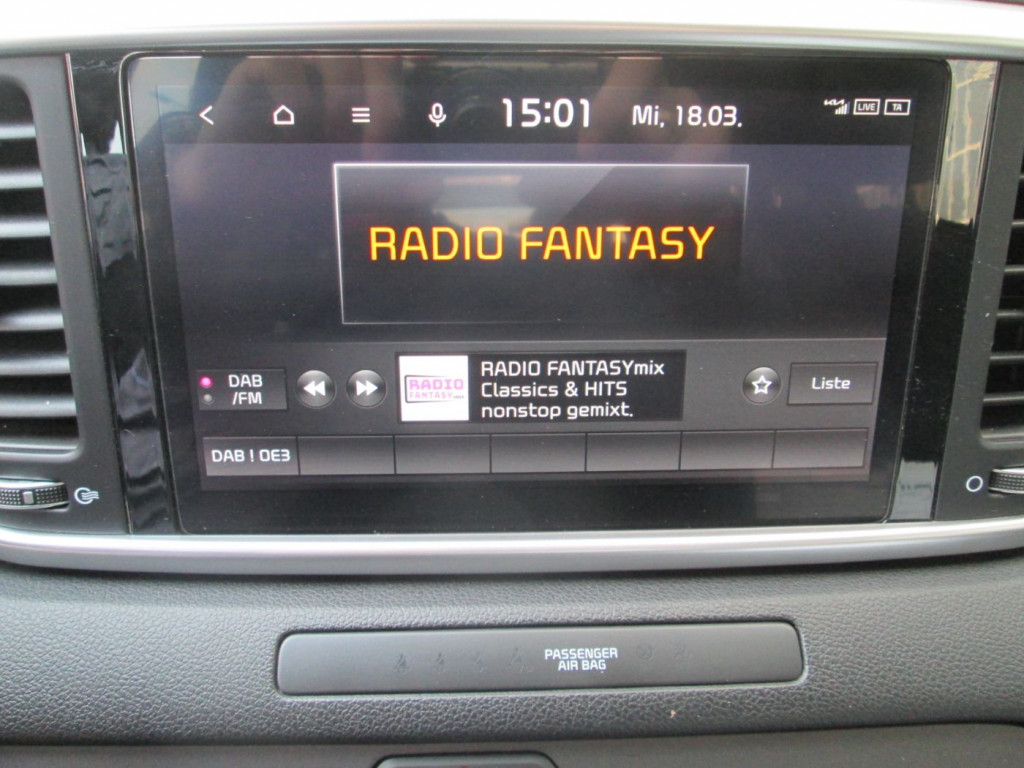 15:01 Mi, 18.03.
KIA LIVE TA
RADIO FANTASY
DAB
/FM
RADIO
FANTASY
RADIO FANTASYmix
Classics & HITS
nonstop gemixt.
Liste
DAB ! OE3
PASSENGER
AIR BAG